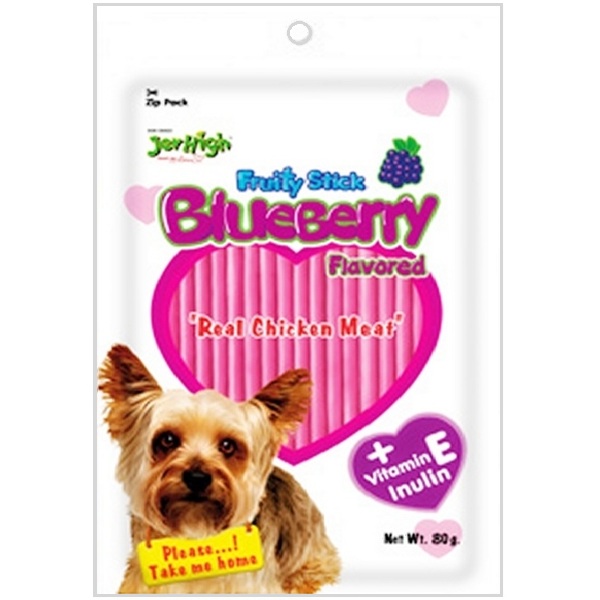 Zip Pack
JerHigh
Fruity Stick
BlueBerry
Flavored
"Real Chicken Meat"
+
Vitamin E
Inulin
Please...!
Take me home
Net Wt. 80g.